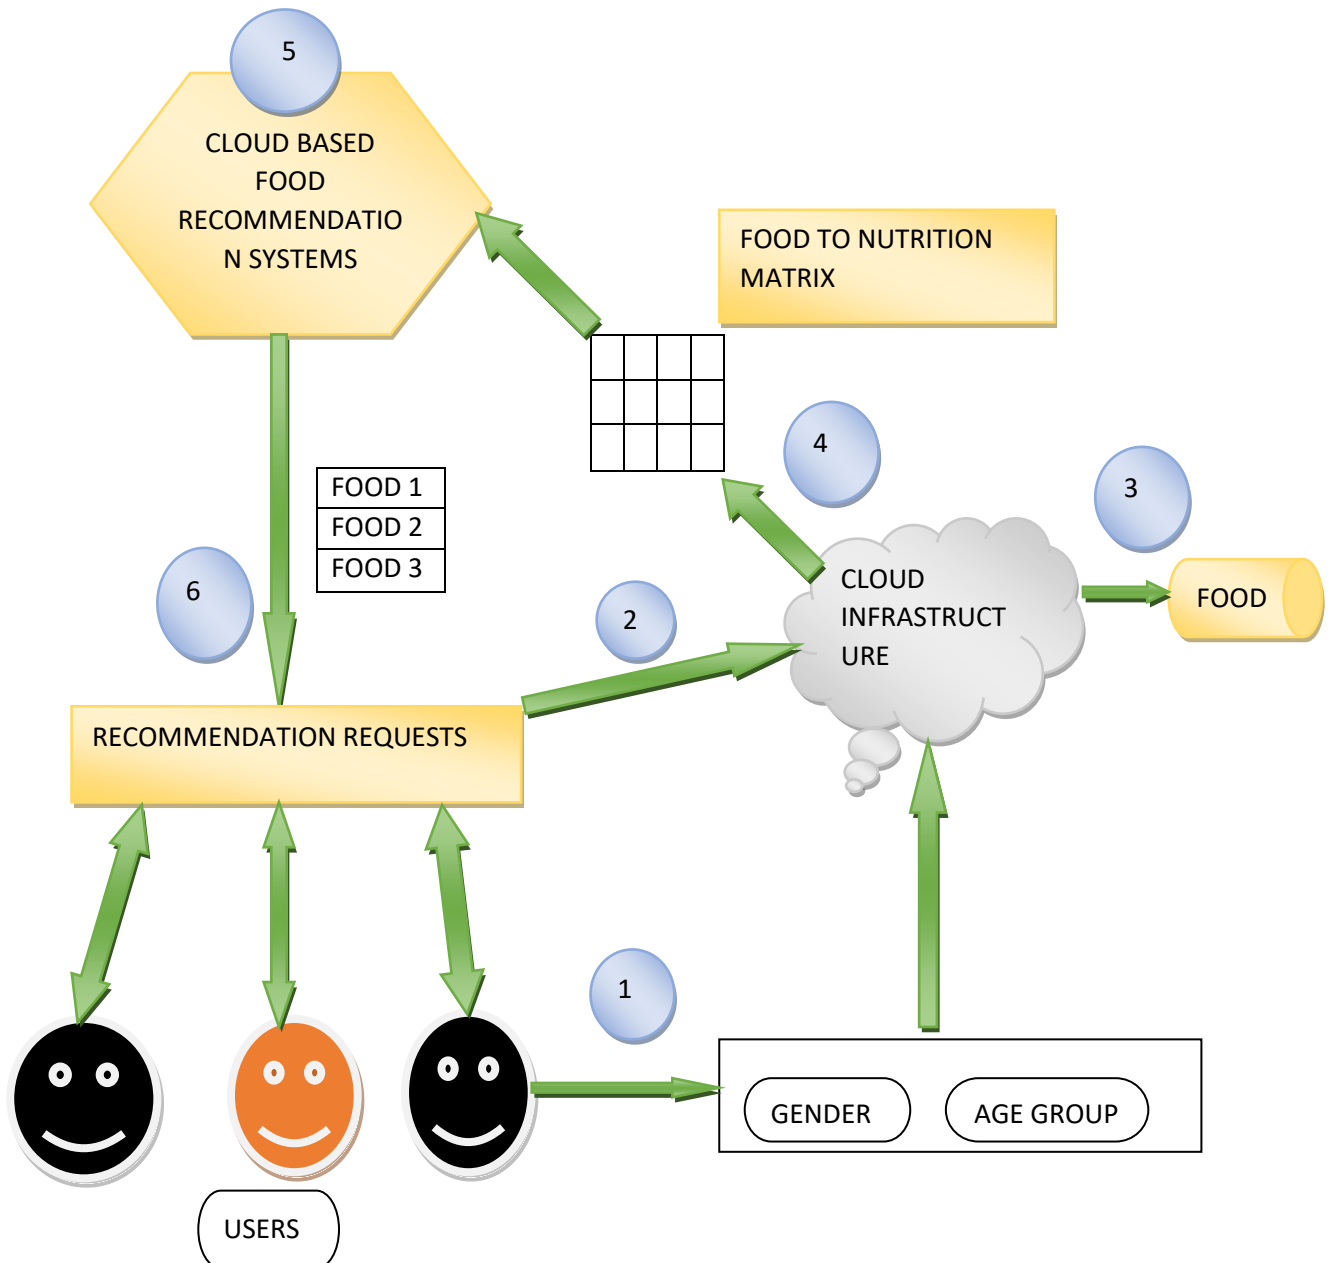 5
CLOUD BASED
FOOD
RECOMMENDATIO
N SYSTEMS
FOOD TO NUTRITION
MATRIX
4
3
FOOD 1
FOOD 2
FOOD 3
6
2
CLOUD
INFRASTRUCT
URE
FOOD
RECOMMENDATION REQUESTS
1
GENDER
AGE GROUP
USERS